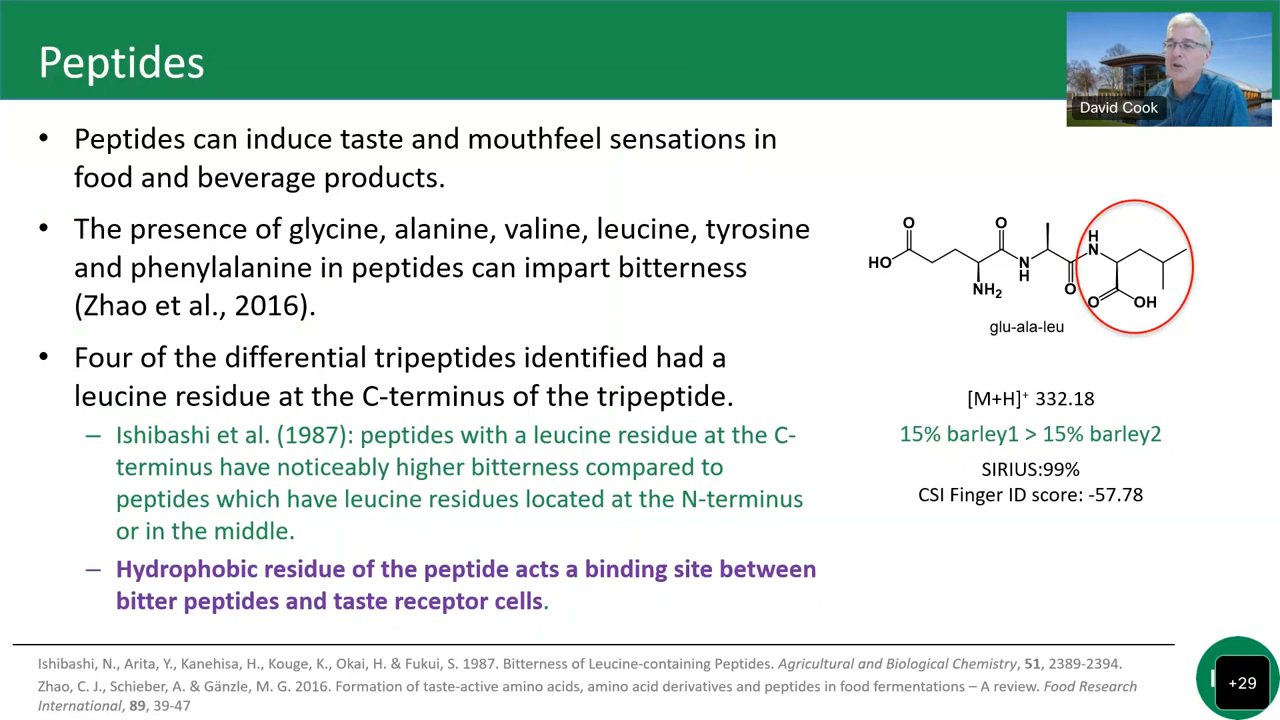 Peptides
David Cook
• Peptides can induce taste and mouthfeel sensations in
food and beverage products.
• The presence of glycine, alanine, valine, leucine, tyrosine
and phenylalanine in peptides can impart bitterness
(Zhao et al., 2016).
• Four of the differential tripeptides identified had a
leucine residue at the C-terminus of the tripeptide.
– Ishibashi et al. (1987): peptides with a leucine residue at the C-
terminus have noticeably higher bitterness compared to
peptides which have leucine residues located at the N-terminus
or in the middle.
– Hydrophobic residue of the peptide acts a binding site between
bitter peptides and taste receptor cells.
O
O
H
N
HO
N
H
NH2
O
O
OH
glu-ala-leu
[M+H]+ 332.18
15% barley1 > 15% barley2
SIRIUS:99%
CSI Finger ID score: -57.78
Ishibashi, N., Arita, Y., Kanehisa, H., Kouge, K., Okai, H. & Fukui, S. 1987. Bitterness of Leucine-containing Peptides. Agricultural and Biological Chemistry, 51, 2389-2394.
Zhao, C. J., Schieber, A. & Gänzle, M. G. 2016. Formation of taste-active amino acids, amino acid derivatives and peptides in food fermentations – A review. Food Research
International, 89, 39-47
+29